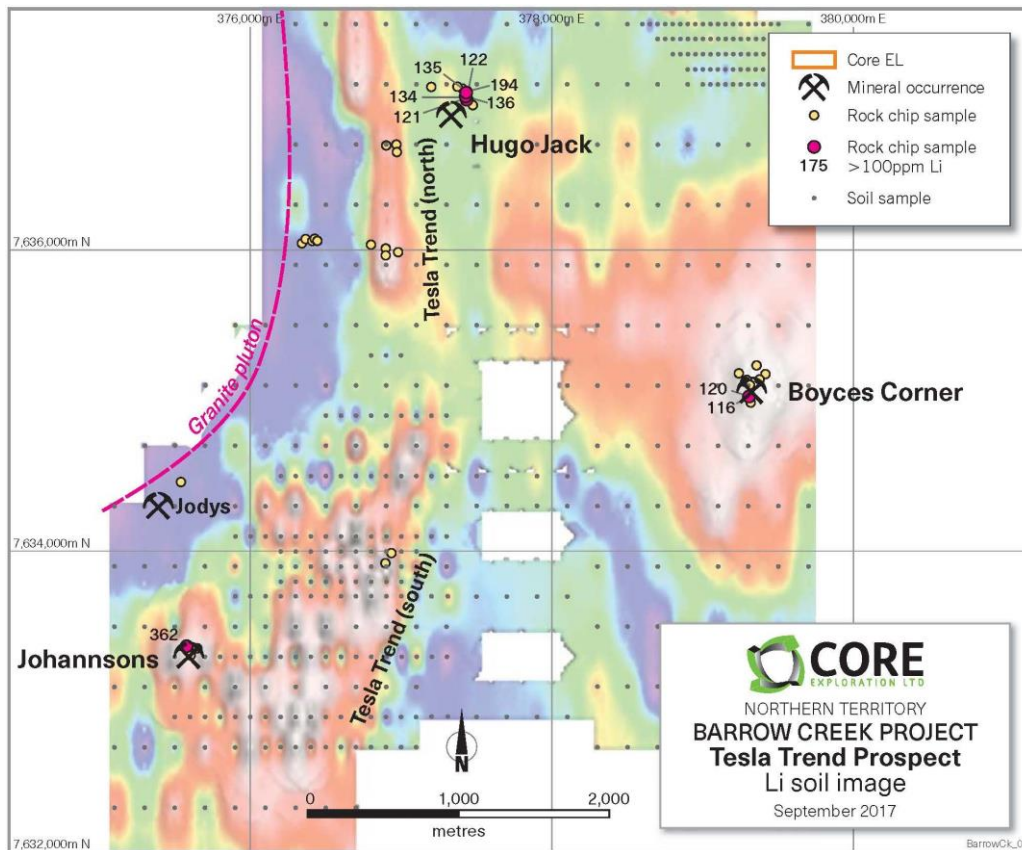 376,000m E
378,000m E
380,000m E
Core EL
Mineral occurrence
Rock chip sample
Rock chip sample
175 >100ppm Li
Soil sample
122
135
194
134
136
121
Hugo Jack
Tesla Trend (north)
7,636,000m N
Granite pluton
120
116
Boyces Corner
Jodys
7,634,000m N
Tesla Trend (south)
362
Johannsons
CORE
EXPLORATION LTD
NORTHERN TERRITORY
BARROW CREEK PROJECT
Tesla Trend Prospect
Li soil image
September 2017
N
0 1,000 2,000
metres
7,632,000m N
BarrowCk_0